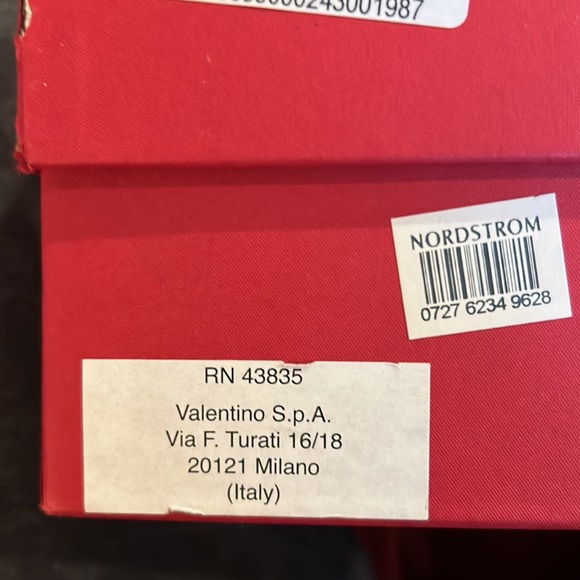 NORDSTROM
0727 6234 9628
RN 43835
Valentino S.p.A.
Via F. Turati 16/18
20121 Milano
(Italy)